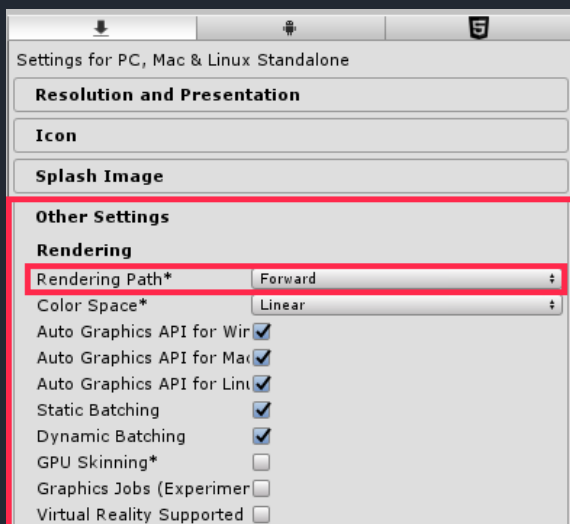 Settings for PC, Mac & Linux Standalone
Resolution and Presentation
Icon
Splash Image
Other Settings
Rendering
Rendering Path* Forward
Color Space* Linear
Auto Graphics API for Win
Auto Graphics API for Mac
Auto Graphics API for Linu
Static Batching
Dynamic Batching
GPU Skinning*
Graphics Jobs (Experimen
Virtual Reality Supported